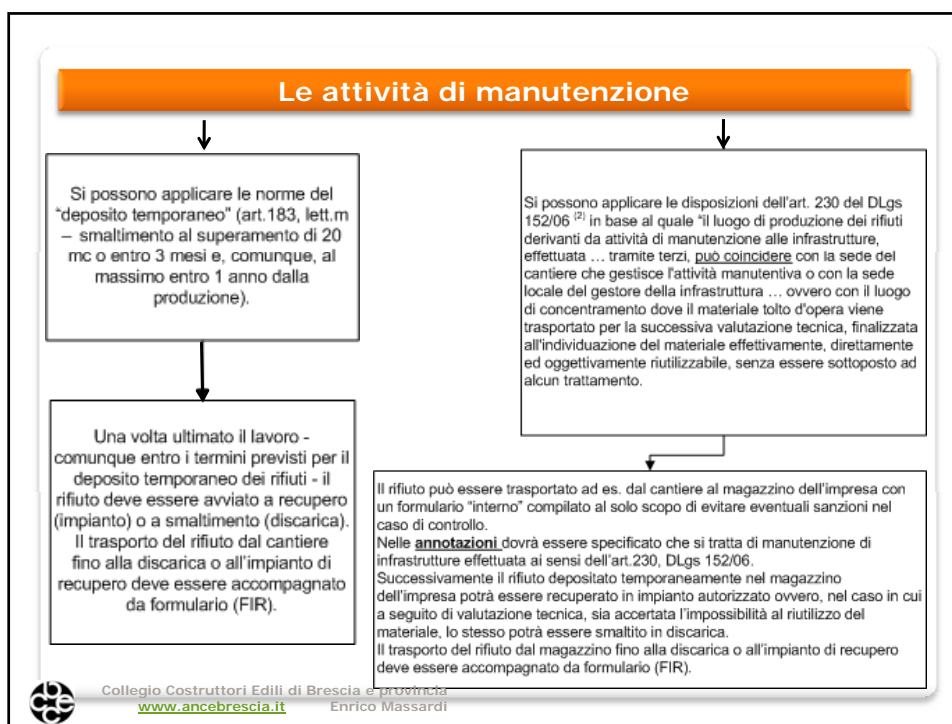 Le attività di manutenzione
Si possono applicare le norme del
“deposito temporaneo” (art.183, lett.m
– smaltimento al superamento di 20
mc o entro 3 mesi e, comunque, al
massimo entro 1 anno dalla
produzione).
Una volta ultimato il lavoro -
comunque entro i termini previsti per il
deposito temporaneo dei rifiuti - il
rifiuto deve essere avviato a recupero
(impianto) o a smaltimento (discarica).
Il trasporto del rifiuto dal cantiere
fino alla discarica o all'impianto di
recupero deve essere accompagnato
da formulario (FIR).
Si possono applicare le disposizioni dell'art. 230 del DLgs
152/06 (2) in base al quale “il luogo di produzione dei rifiuti
derivanti da attività di manutenzione alle infrastrutture,
effettuata ... tramite terzi, può coincidere con la sede del
cantiere che gestisce l'attività manutentiva o con la sede
locale del gestore della infrastruttura ... ovvero con il luogo
di concentramento dove il materiale tolto d'opera viene
trasportato per la successiva valutazione tecnica, finalizzata
all'individuazione del materiale effettivamente, direttamente
ed oggettivamente riutilizzabile, senza essere sottoposto ad
alcun trattamento.
Il rifiuto può essere trasportato ad es. dal cantiere al magazzino dell'impresa con
un formulario “interno” compilato al solo scopo di evitare eventuali sanzioni nel
caso di controllo.
Nelle annotazioni dovrà essere specificato che si tratta di manutenzione di
infrastrutture effettuata ai sensi dell'art.230, DLgs 152/06.
Successivamente il rifiuto depositato temporaneamente nel magazzino
dell'impresa potrà essere recuperato in impianto autorizzato ovvero, nel caso in cui
a seguito di valutazione tecnica, sia accertata l'impossibilità al riutilizzo del
materiale, lo stesso potrà essere smaltito in discarica.
Il trasporto del rifiuto dal magazzino fino alla discarica o all'impianto di recupero
deve essere accompagnato da formulario (FIR).
Collegio Costruttori Edili di Brescia e provincia
www.ancebrescia.it Enrico Massardi